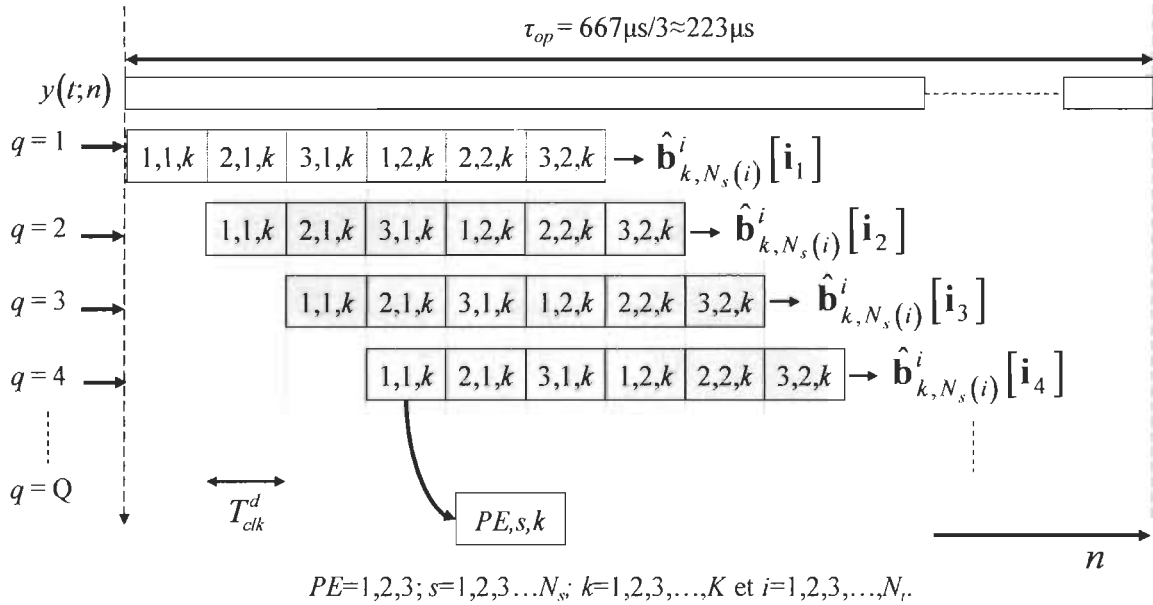 τ_op = 667μs/3≈223μs
y(t;n)
q = 1 1,1,k 2,1,k 3,1,k 1,2,k 2,2,k 3,2,k b̂^i_{k,N_s(i)}[i_1]
q = 2 1,1,k 2,1,k 3,1,k 1,2,k 2,2,k 3,2,k b̂^i_{k,N_s(i)}[i_2]
q = 3 1,1,k 2,1,k 3,1,k 1,2,k 2,2,k 3,2,k b̂^i_{k,N_s(i)}[i_3]
q = 4 1,1,k 2,1,k 3,1,k 1,2,k 2,2,k 3,2,k b̂^i_{k,N_s(i)}[i_4]
q = Q
T^d_clk
PE,s,k
n
PE=1,2,3; s=1,2,3…N_s; k=1,2,3,…,K et i=1,2,3,…,N_t.